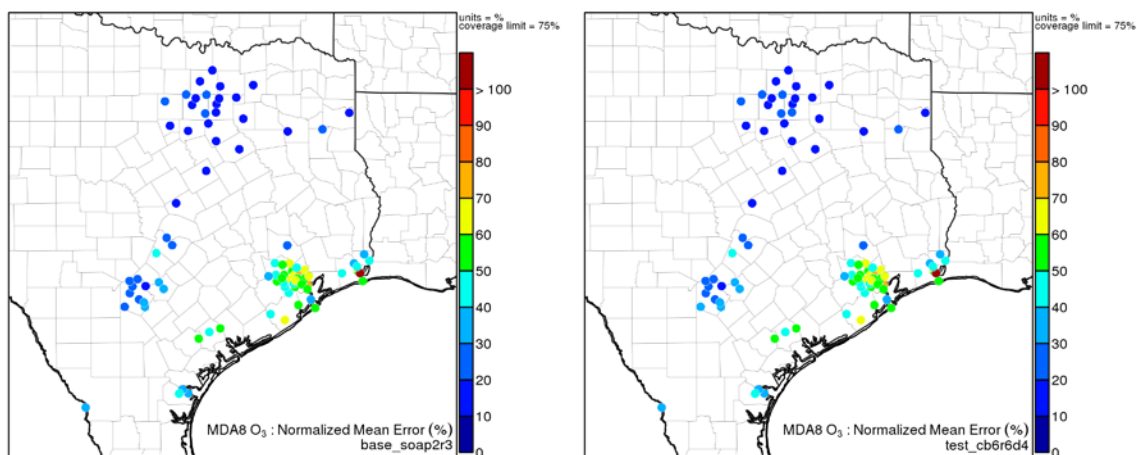 units = %
coverage limit = 75%
> 100
90
80
70
60
50
40
30
20
10
0
MDA8 O₃ : Normalized Mean Error (%)
base_soap2r3
units = %
coverage limit = 75%
> 100
90
80
70
60
50
40
30
20
10
0
MDA8 O₃ : Normalized Mean Error (%)
test_cb6r6d4